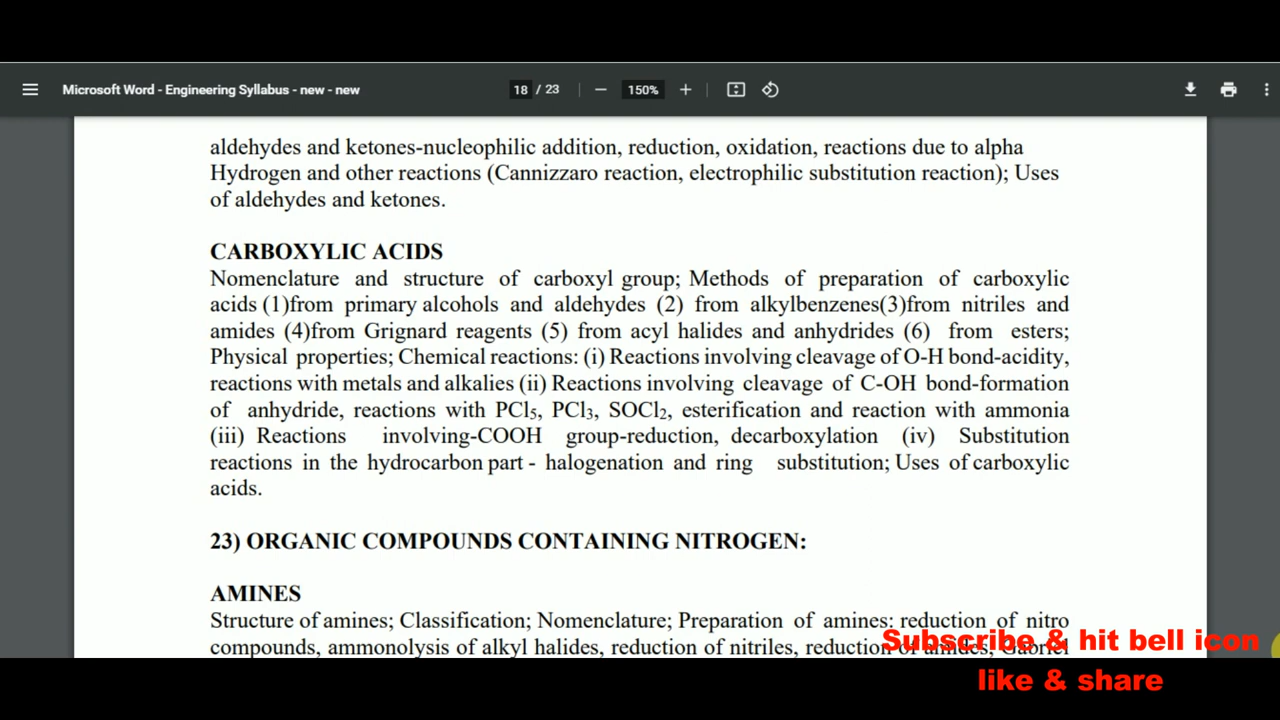 Microsoft Word - Engineering Syllabus - new - new
18 / 23
150%
aldehydes and ketones-nucleophilic addition, reduction, oxidation, reactions due to alpha
Hydrogen and other reactions (Cannizzaro reaction, electrophilic substitution reaction); Uses
of aldehydes and ketones.
CARBOXYLIC ACIDS
Nomenclature and structure of carboxyl group; Methods of preparation of carboxylic
acids (1)from primary alcohols and aldehydes (2) from alkylbenzenes(3)from nitriles and
amides (4)from Grignard reagents (5) from acyl halides and anhydrides (6) from esters;
Physical properties; Chemical reactions: (i) Reactions involving cleavage of O-H bond-acidity,
reactions with metals and alkalies (ii) Reactions involving cleavage of C-OH bond-formation
of anhydride, reactions with PCl₅, PCl₃, SOCl₂, esterification and reaction with ammonia
(iii) Reactions involving-COOH group-reduction, decarboxylation (iv) Substitution
reactions in the hydrocarbon part - halogenation and ring substitution; Uses of carboxylic
acids.
23) ORGANIC COMPOUNDS CONTAINING NITROGEN:
AMINES
Structure of amines; Classification; Nomenclature; Preparation of amines: reduction of nitro
compounds, ammonolysis of alkyl halides, reduction of nitriles, reduction of amides, Gabriel
Subscribe & hit bell icon
like & share